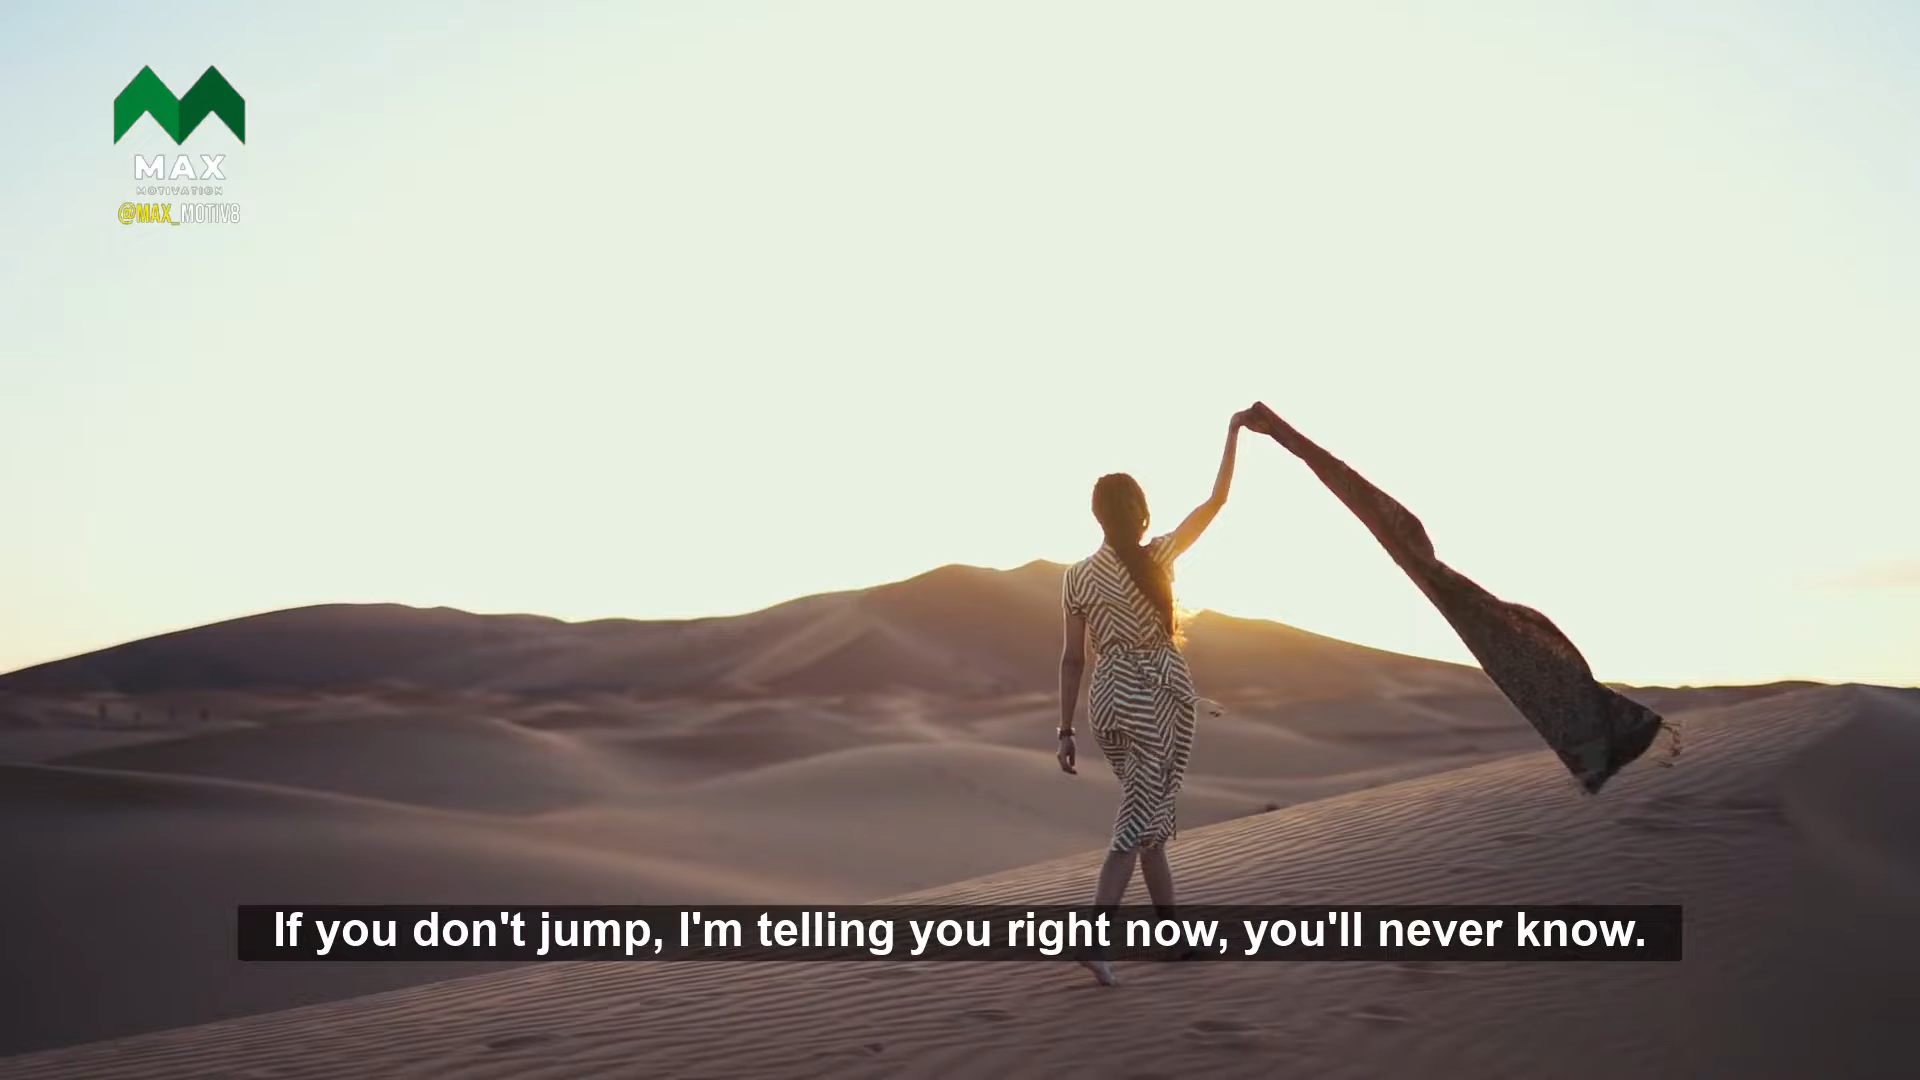 MAX
MOTIVATION
@MAX_MOTIV8
If you don't jump, I'm telling you right now, you'll never know.